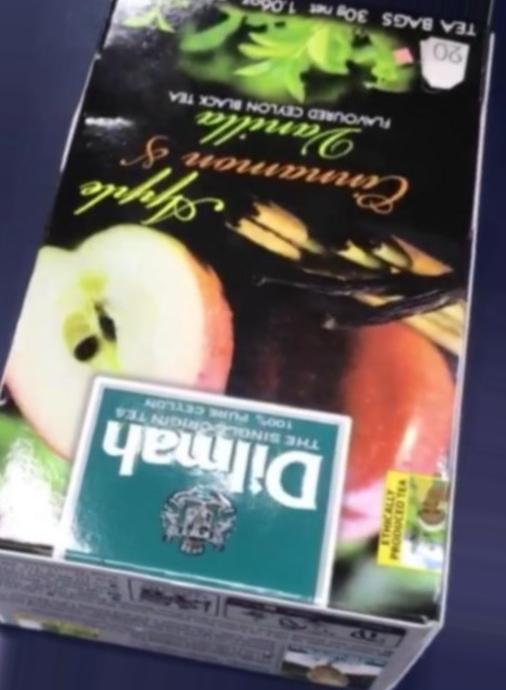 Dilmah
THE SINGLE ORIGIN TEA
100% PURE CEYLON
ETHICALLY
PRODUCED TEA
Apple
Cinnamon &
Vanilla
FLAVOURED CEYLON BLACK TEA
20
TEA BAGS 30g net 1.06oz